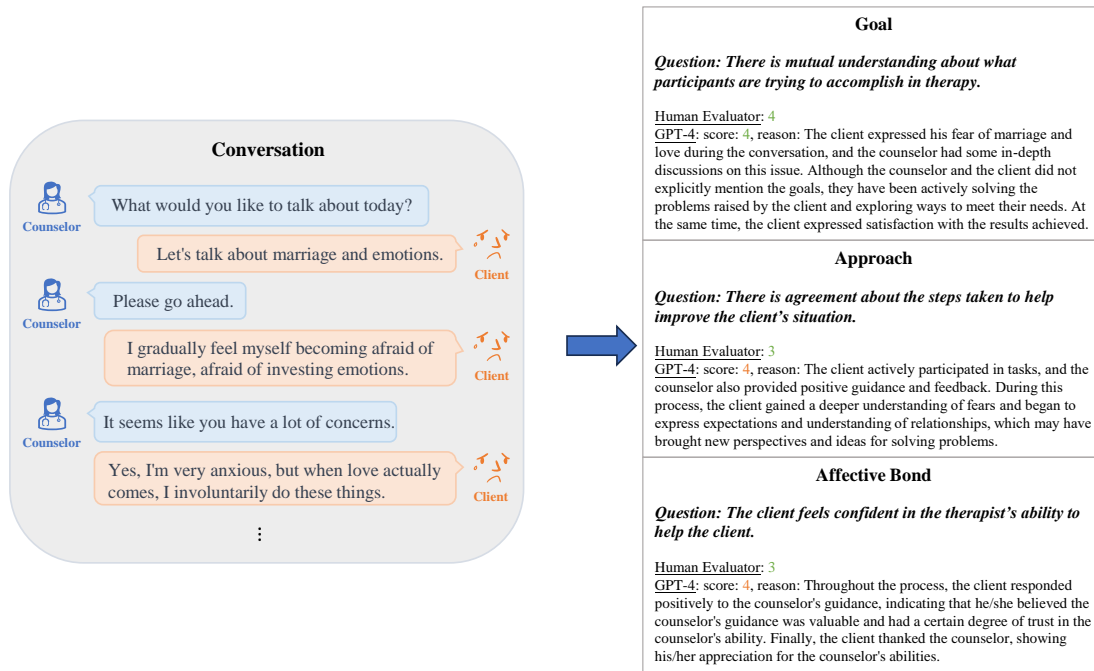 Conversation
Counselor
What would you like to talk about today?
Let's talk about marriage and emotions.
Client
Counselor
Please go ahead.
I gradually feel myself becoming afraid of
marriage, afraid of investing emotions.
Client
Counselor
It seems like you have a lot of concerns.
Yes, I'm very anxious, but when love actually
comes, I involuntarily do these things.
Client
⋮
Goal
Question: There is mutual understanding about what
participants are trying to accomplish in therapy.
Human Evaluator: 4
GPT-4: score: 4, reason: The client expressed his fear of marriage and
love during the conversation, and the counselor had some in-depth
discussions on this issue. Although the counselor and the client did not
explicitly mention the goals, they have been actively solving the
problems raised by the client and exploring ways to meet their needs. At
the same time, the client expressed satisfaction with the results achieved.
Approach
Question: There is agreement about the steps taken to help
improve the client's situation.
Human Evaluator: 3
GPT-4: score: 4, reason: The client actively participated in tasks, and the
counselor also provided positive guidance and feedback. During this
process, the client gained a deeper understanding of fears and began to
express expectations and understanding of relationships, which may have
brought new perspectives and ideas for solving problems.
Affective Bond
Question: The client feels confident in the therapist's ability to
help the client.
Human Evaluator: 3
GPT-4: score: 4, reason: Throughout the process, the client responded
positively to the counselor's guidance, indicating that he/she believed the
counselor's guidance was valuable and had a certain degree of trust in the
counselor's ability. Finally, the client thanked the counselor, showing
his/her appreciation for the counselor's abilities.